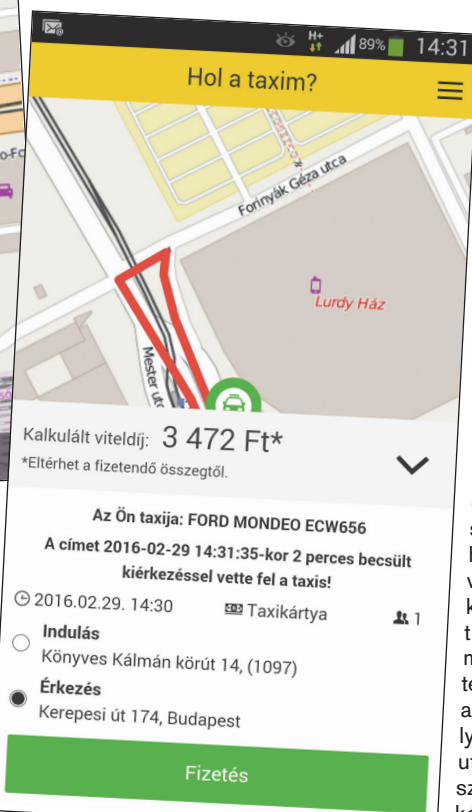 H+
89%
14:31
Hol a taxim?
Forinyák Géza utca
Lurdy Ház
Mester utc
Kalkulált viteldíj: 3 472 Ft*
*Eltérhet a fizetendő összegtől.
Az Ön taxija: FORD MONDEO ECW656
A címet 2016-02-29 14:31:35-kor 2 perces becsült
kiérkezéssel vette fel a taxis!
2016.02.29. 14:30 Taxikártya 1
Indulás
Könyves Kálmán körút 14, (1097)
Érkezés
Kerepesi út 174, Budapest
Fizetés